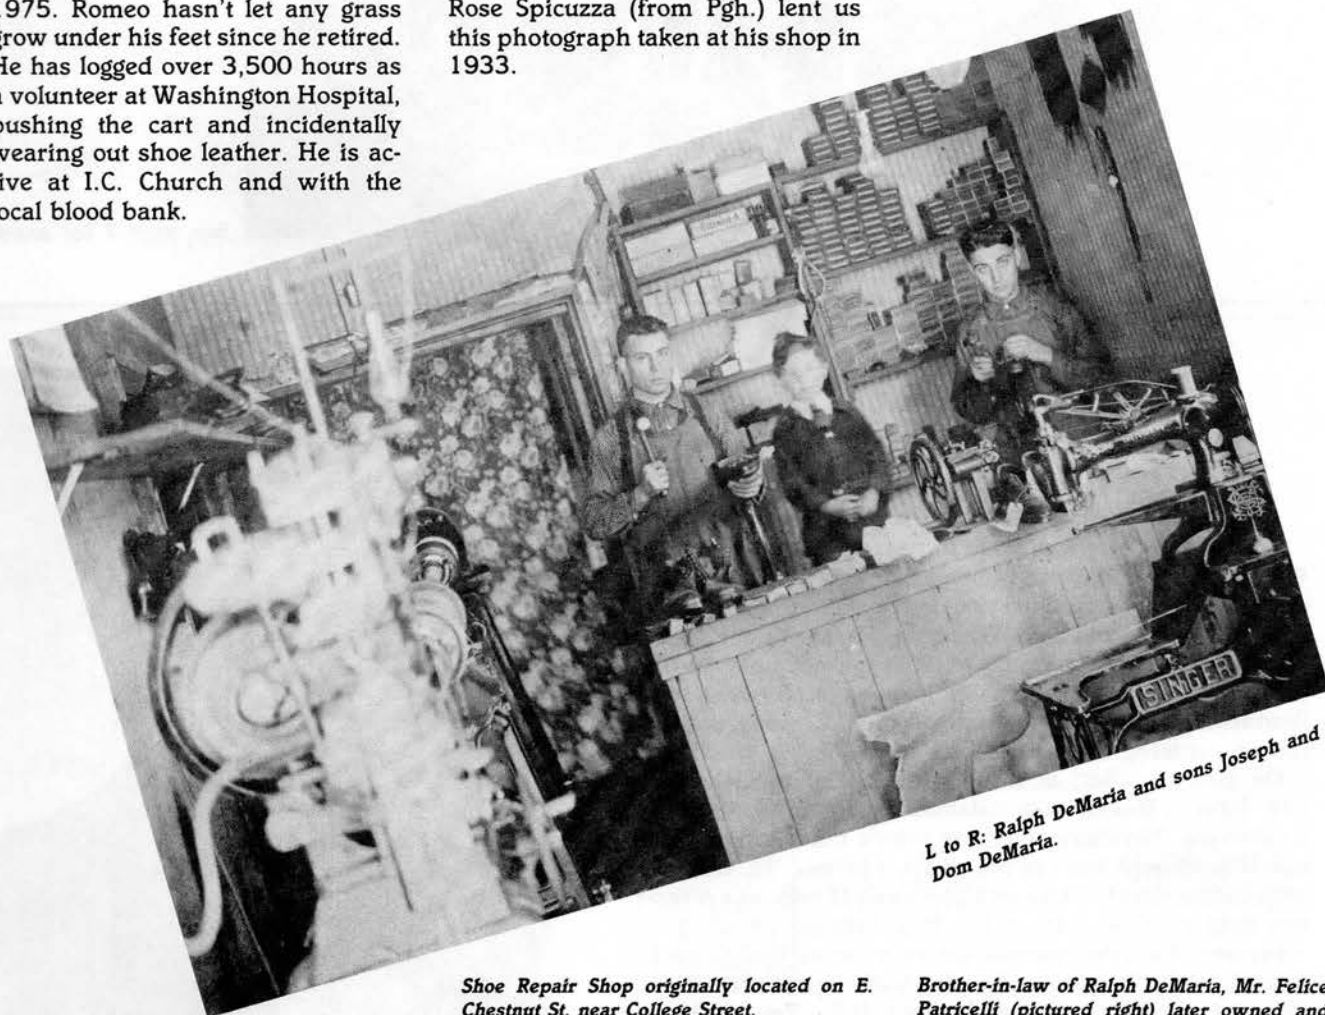 1975. Romeo hasn't let any grass
grow under his feet since he retired.
He has logged over 3,500 hours as
volunteer at Washington Hospital,
pushing the cart and incidentally
wearing out shoe leather. He is ac-
tive at I.C. Church and with the
local blood bank.
Rose Spicuzza (from Pgh.) lent us
this photograph taken at his shop in
1933.
SINGER
L to R: Ralph DeMaria and sons Joseph and
Dom DeMaria.
Shoe Repair Shop originally located on E.
Chestnut St. near College Street.
Brother-in-law of Ralph DeMaria, Mr. Felice
Patricelli (pictured right) later owned and